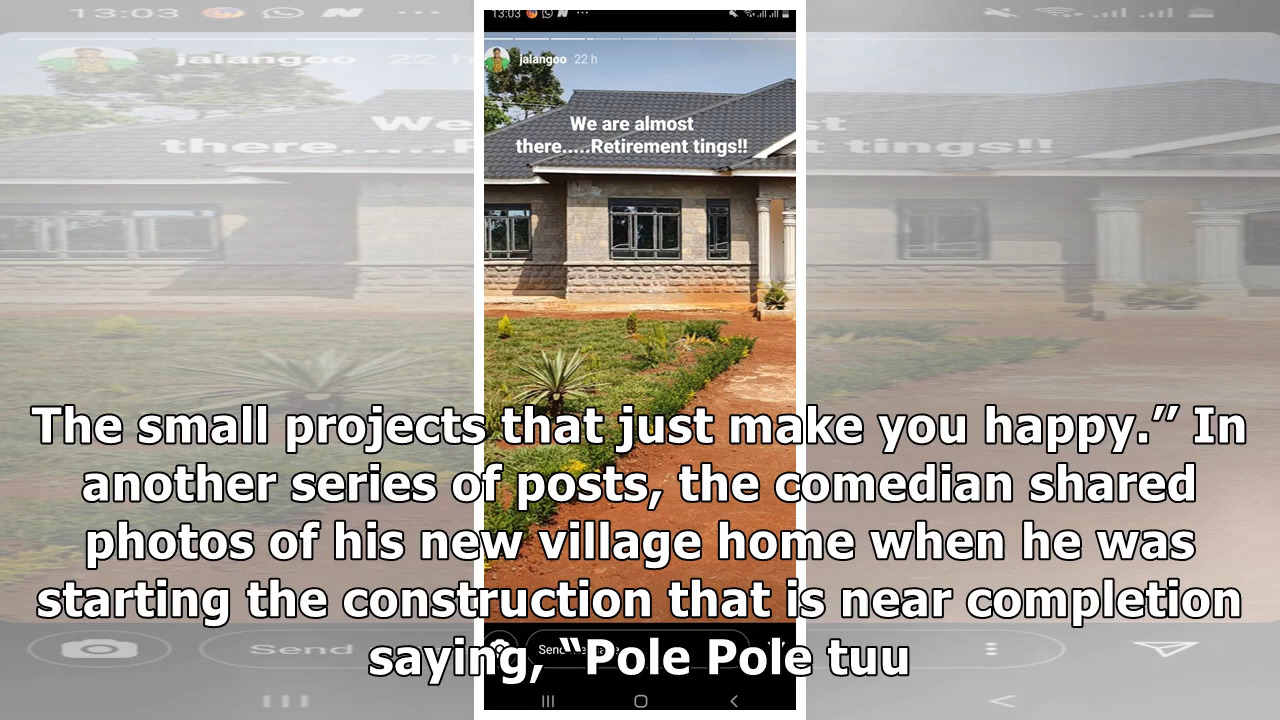 13:03
jalangoo 22 h
We are almost
there.....Retirement tings!!
The small projects that just make you happy.” In
another series of posts, the comedian shared
photos of his new village home when he was
starting the construction that is near completion
saying, “Pole Pole tuu
Send